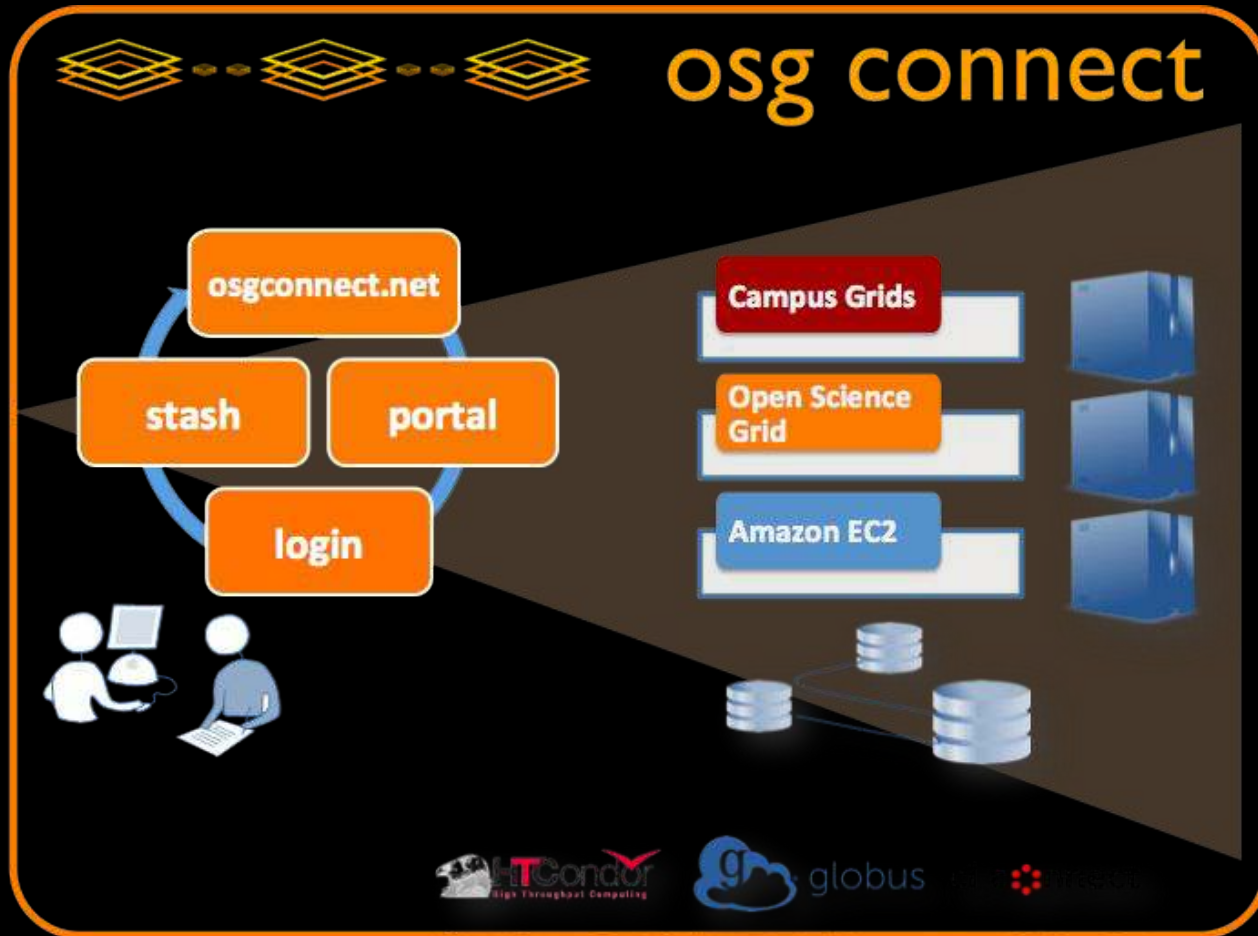 osg connect
osgconnect.net
stash
portal
login
Campus Grids
Open Science
Grid
Amazon EC2
HTCondor
High Throughput Computing
g
globus